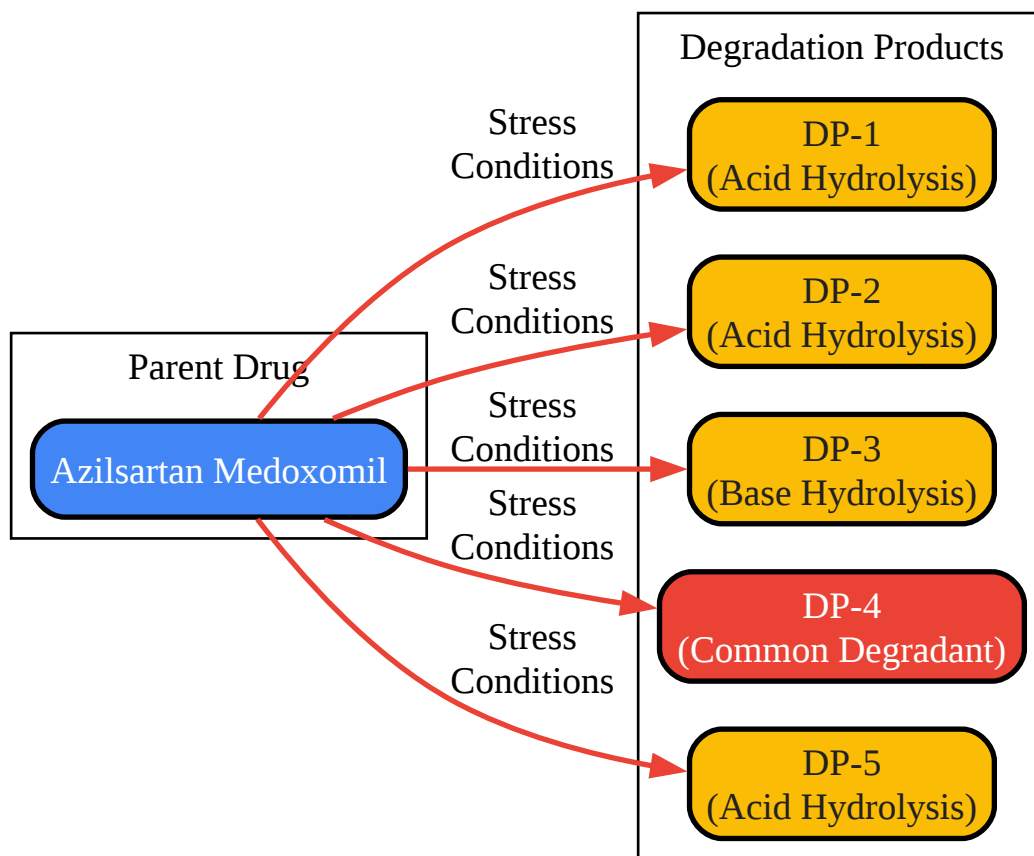 Degradation Products
Stress
Conditions
DP-1
(Acid Hydrolysis)
Stress
Conditions
DP-2
(Acid Hydrolysis)
Parent Drug
Azilsartan Medoxomil
Stress
Conditions
DP-3
(Base Hydrolysis)
Stress
Conditions
DP-4
(Common Degradant)
Stress
Conditions
DP-5
(Acid Hydrolysis)